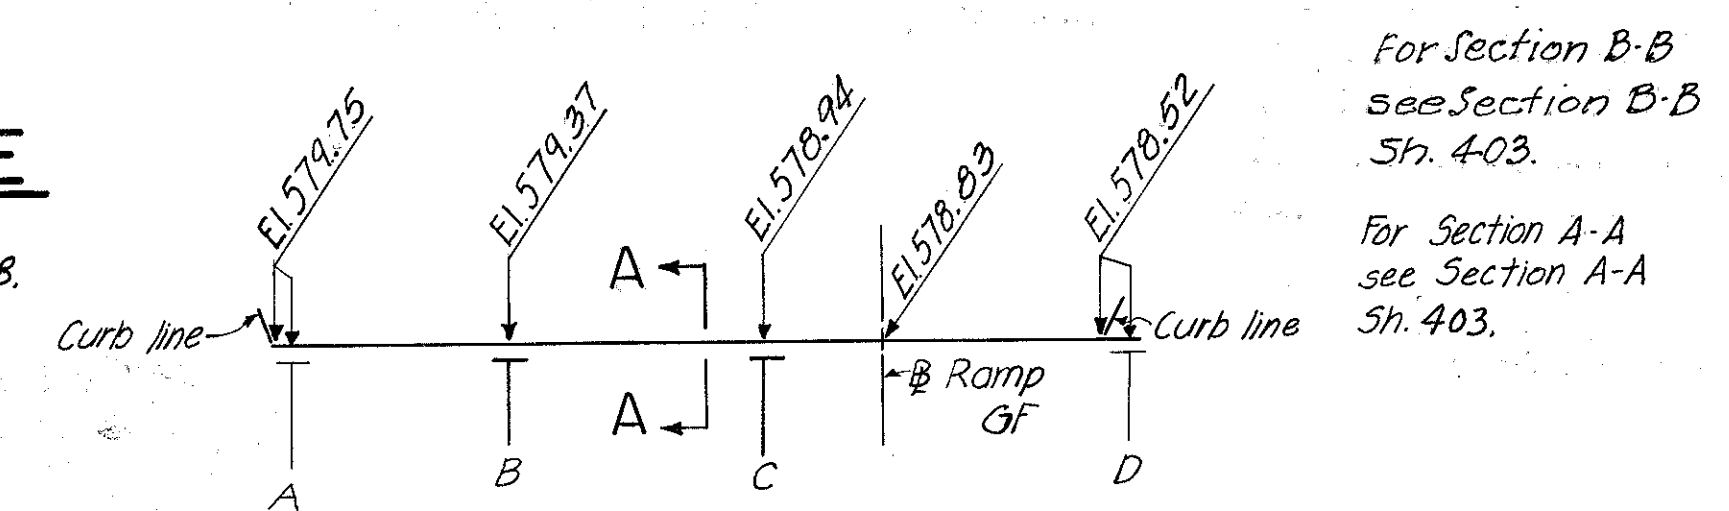 El. 579.75
El. 579.37
El. 578.94
El. 578.83
El. 578.52
For Section B-B
see Section B-B
Sh. 403.
For Section A-A
see Section A-A
Sh. 403.
8.
A
Curb line
Curb line
Ramp
GF
A
A
B
C
D